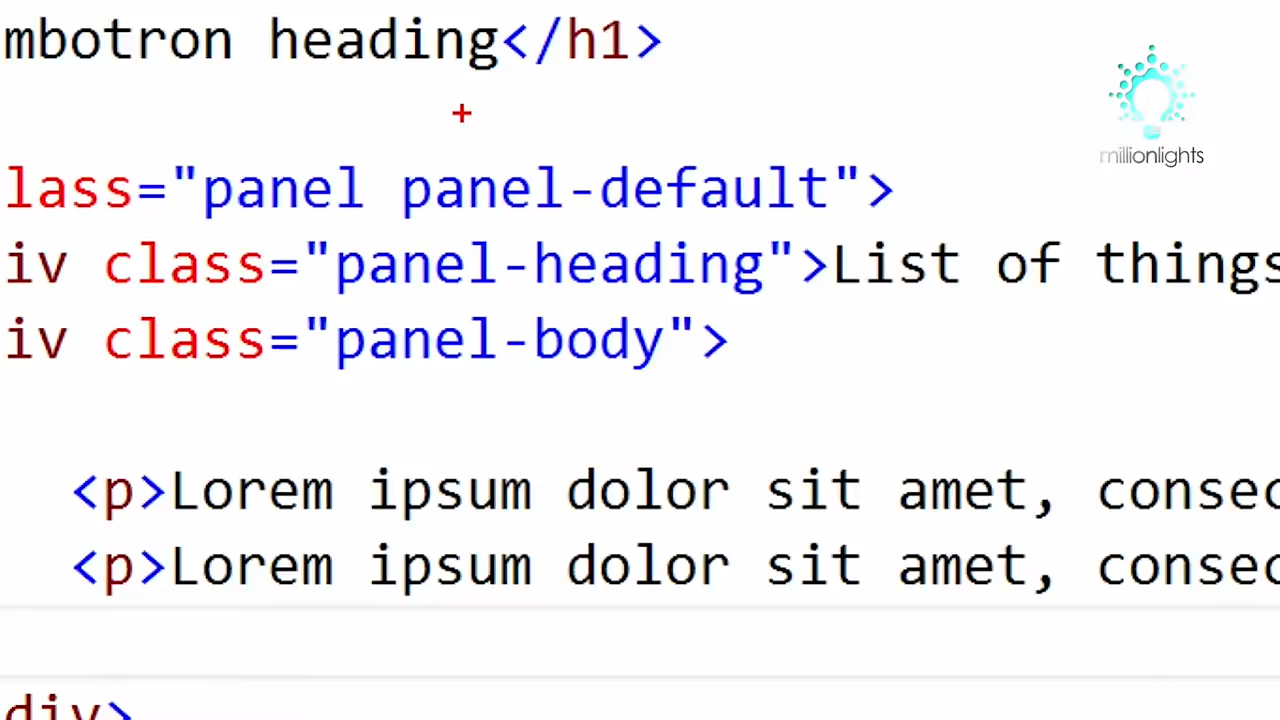 mbotron heading</h1>
millionlights
lass="panel panel-default">
iv class="panel-heading">List of things
iv class="panel-body">
<p>Lorem ipsum dolor sit amet, consec
<p>Lorem ipsum dolor sit amet, consec
div>